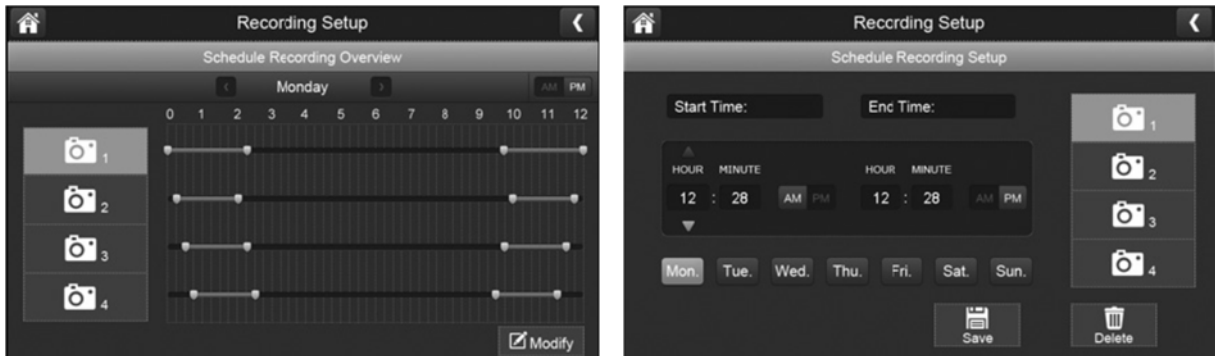 Recording Setup
Schedule Recording Overview
Monday
AM PM
0 1 2 3 4 5 6 7 8 9 10 11 12
1
2
3
4
Modify
Recording Setup
Schedule Recording Setup
Start Time: End Time:
1
HOUR MINUTE HOUR MINUTE
2
12 : 28 AM PM 12 : 28 AM PM
3
Mon. Tue. Wed. Thu. Fri. Sat. Sun.
4
Save Delete